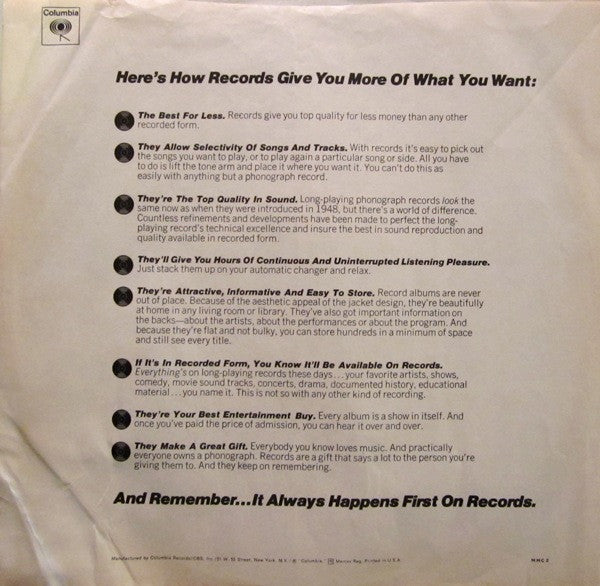 Columbia
Here's How Records Give You More Of What You Want:
The Best For Less. Records give you top quality for less money than any other
recorded form.
They Allow Selectivity Of Songs And Tracks. With records it's easy to pick out
the songs you want to play, or to play again a particular song or side. All you have
to do is lift the tone arm and place it where you want it. You can't do this as
easily with anything but a phonograph record.
They're The Top Quality In Sound. Long-playing phonograph records look the
same now as when they were introduced in 1948, but there's a world of difference.
Countless refinements and developments have been made to perfect the long-
playing record's technical excellence and insure the best in sound reproduction and
quality available in recorded form.
They'll Give You Hours Of Continuous And Uninterrupted Listening Pleasure.
Just stack them up on your automatic changer and relax.
They're Attractive, Informative And Easy To Store. Record albums are never
out of place. Because of the aesthetic appeal of the jacket design, they're beautifully
at home in any living room or library. They've also got important information on
the backs—about the artists, about the performances or about the program. And
because they're flat and not bulky, you can store hundreds in a minimum of space
and still see every title.
If It's In Recorded Form, You Know It'll Be Available On Records.
Everything's on long-playing records these days...your favorite artists, shows,
comedy, movie sound tracks, concerts, drama, documented history, educational
material...you name it. This is not so with any other kind of recording.
They're Your Best Entertainment Buy. Every album is a show in itself. And
once you've paid the price of admission, you can hear it over and over.
They Make A Great Gift. Everybody you know loves music. And practically
everyone owns a phonograph. Records are a gift that says a lot to the person you're
giving them to. And they keep on remembering.
And Remember...It Always Happens First On Records.
Manufactured by Columbia Records/CBS, Inc./51 W. 52 Street, New York, N.Y./® "Columbia," Marcas Reg. Printed in U.S.A.